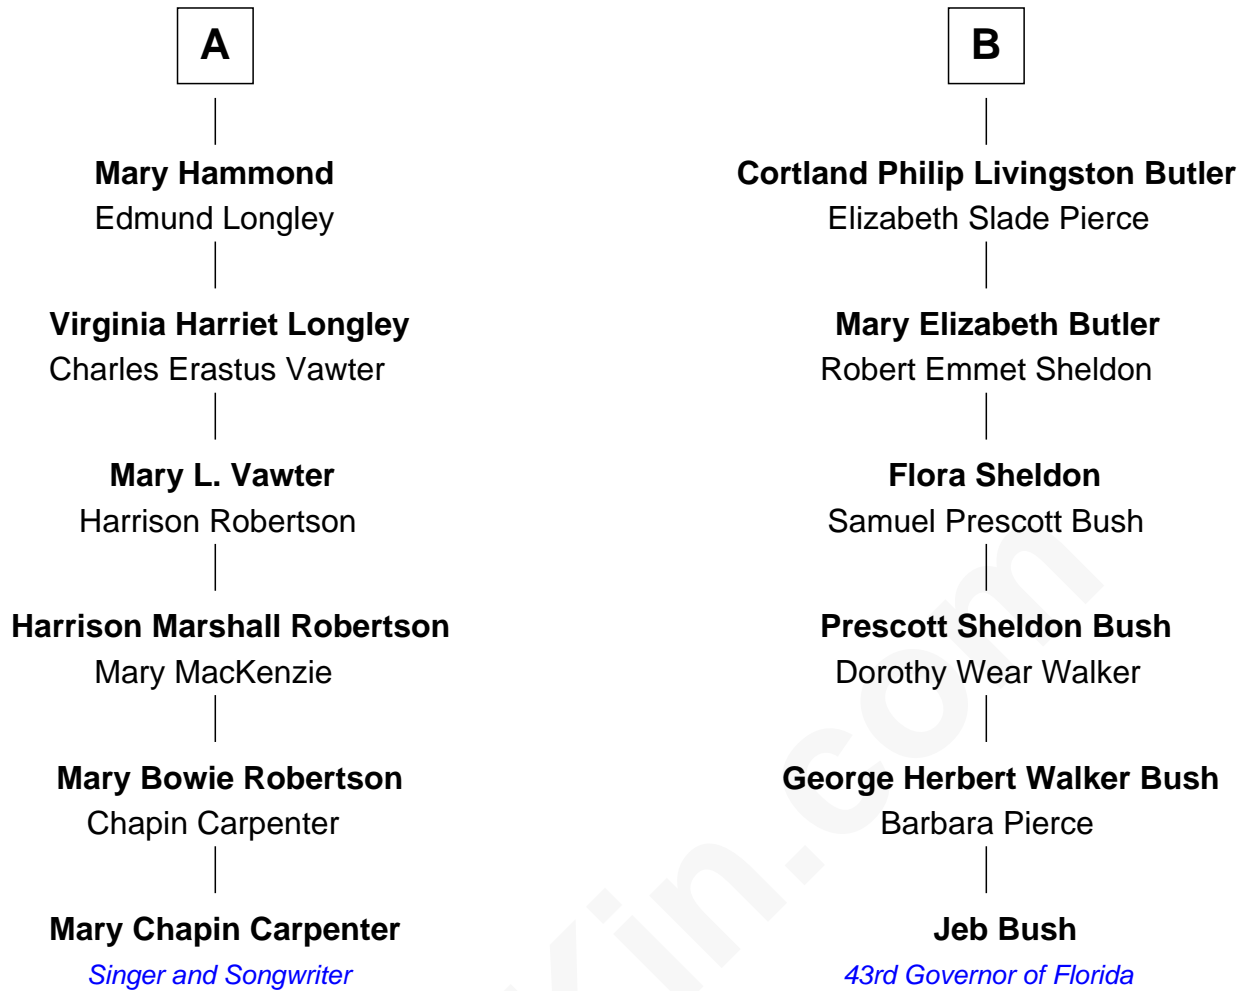 A
Mary Hammond
Edmund Longley
Virginia Harriet Longley
Charles Erastus Vawter
Mary L. Vawter
Harrison Robertson
Harrison Marshall Robertson
Mary MacKenzie
Mary Bowie Robertson
Chapin Carpenter
Mary Chapin Carpenter
Singer and Songwriter
B
Cortland Philip Livingston Butler
Elizabeth Slade Pierce
Mary Elizabeth Butler
Robert Emmet Sheldon
Flora Sheldon
Samuel Prescott Bush
Prescott Sheldon Bush
Dorothy Wear Walker
George Herbert Walker Bush
Barbara Pierce
Jeb Bush
43rd Governor of Florida
Kin.com